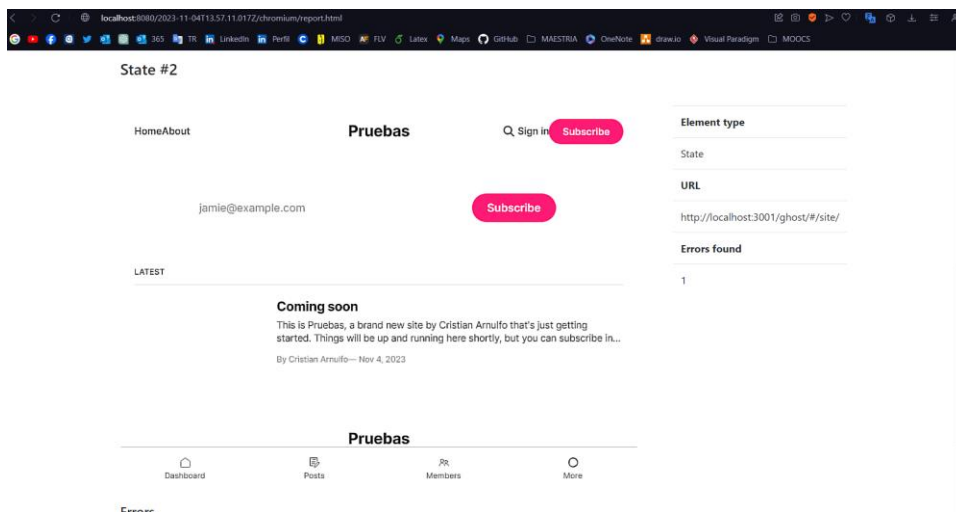 localhost:8080/2023-11-04T13.57.11.017Z/chromium/report.html
365 TR LinkedIn Perfil MISO FLV Latex Maps GitHub MAESTRIA OneNote draw.io Visual Paradigm MOOCS
State #2
HomeAbout Pruebas Sign in Subscribe
jamie@example.com Subscribe
LATEST
Coming soon
This is Pruebas, a brand new site by Cristian Arnulfo that's just getting
started. Things will be up and running here shortly, but you can subscribe in...
By Cristian Arnulfo— Nov 4, 2023
Pruebas
Dashboard Posts Members More
Element type
State
URL
http://localhost:3001/ghost/#/site/
Errors found
1
Errors